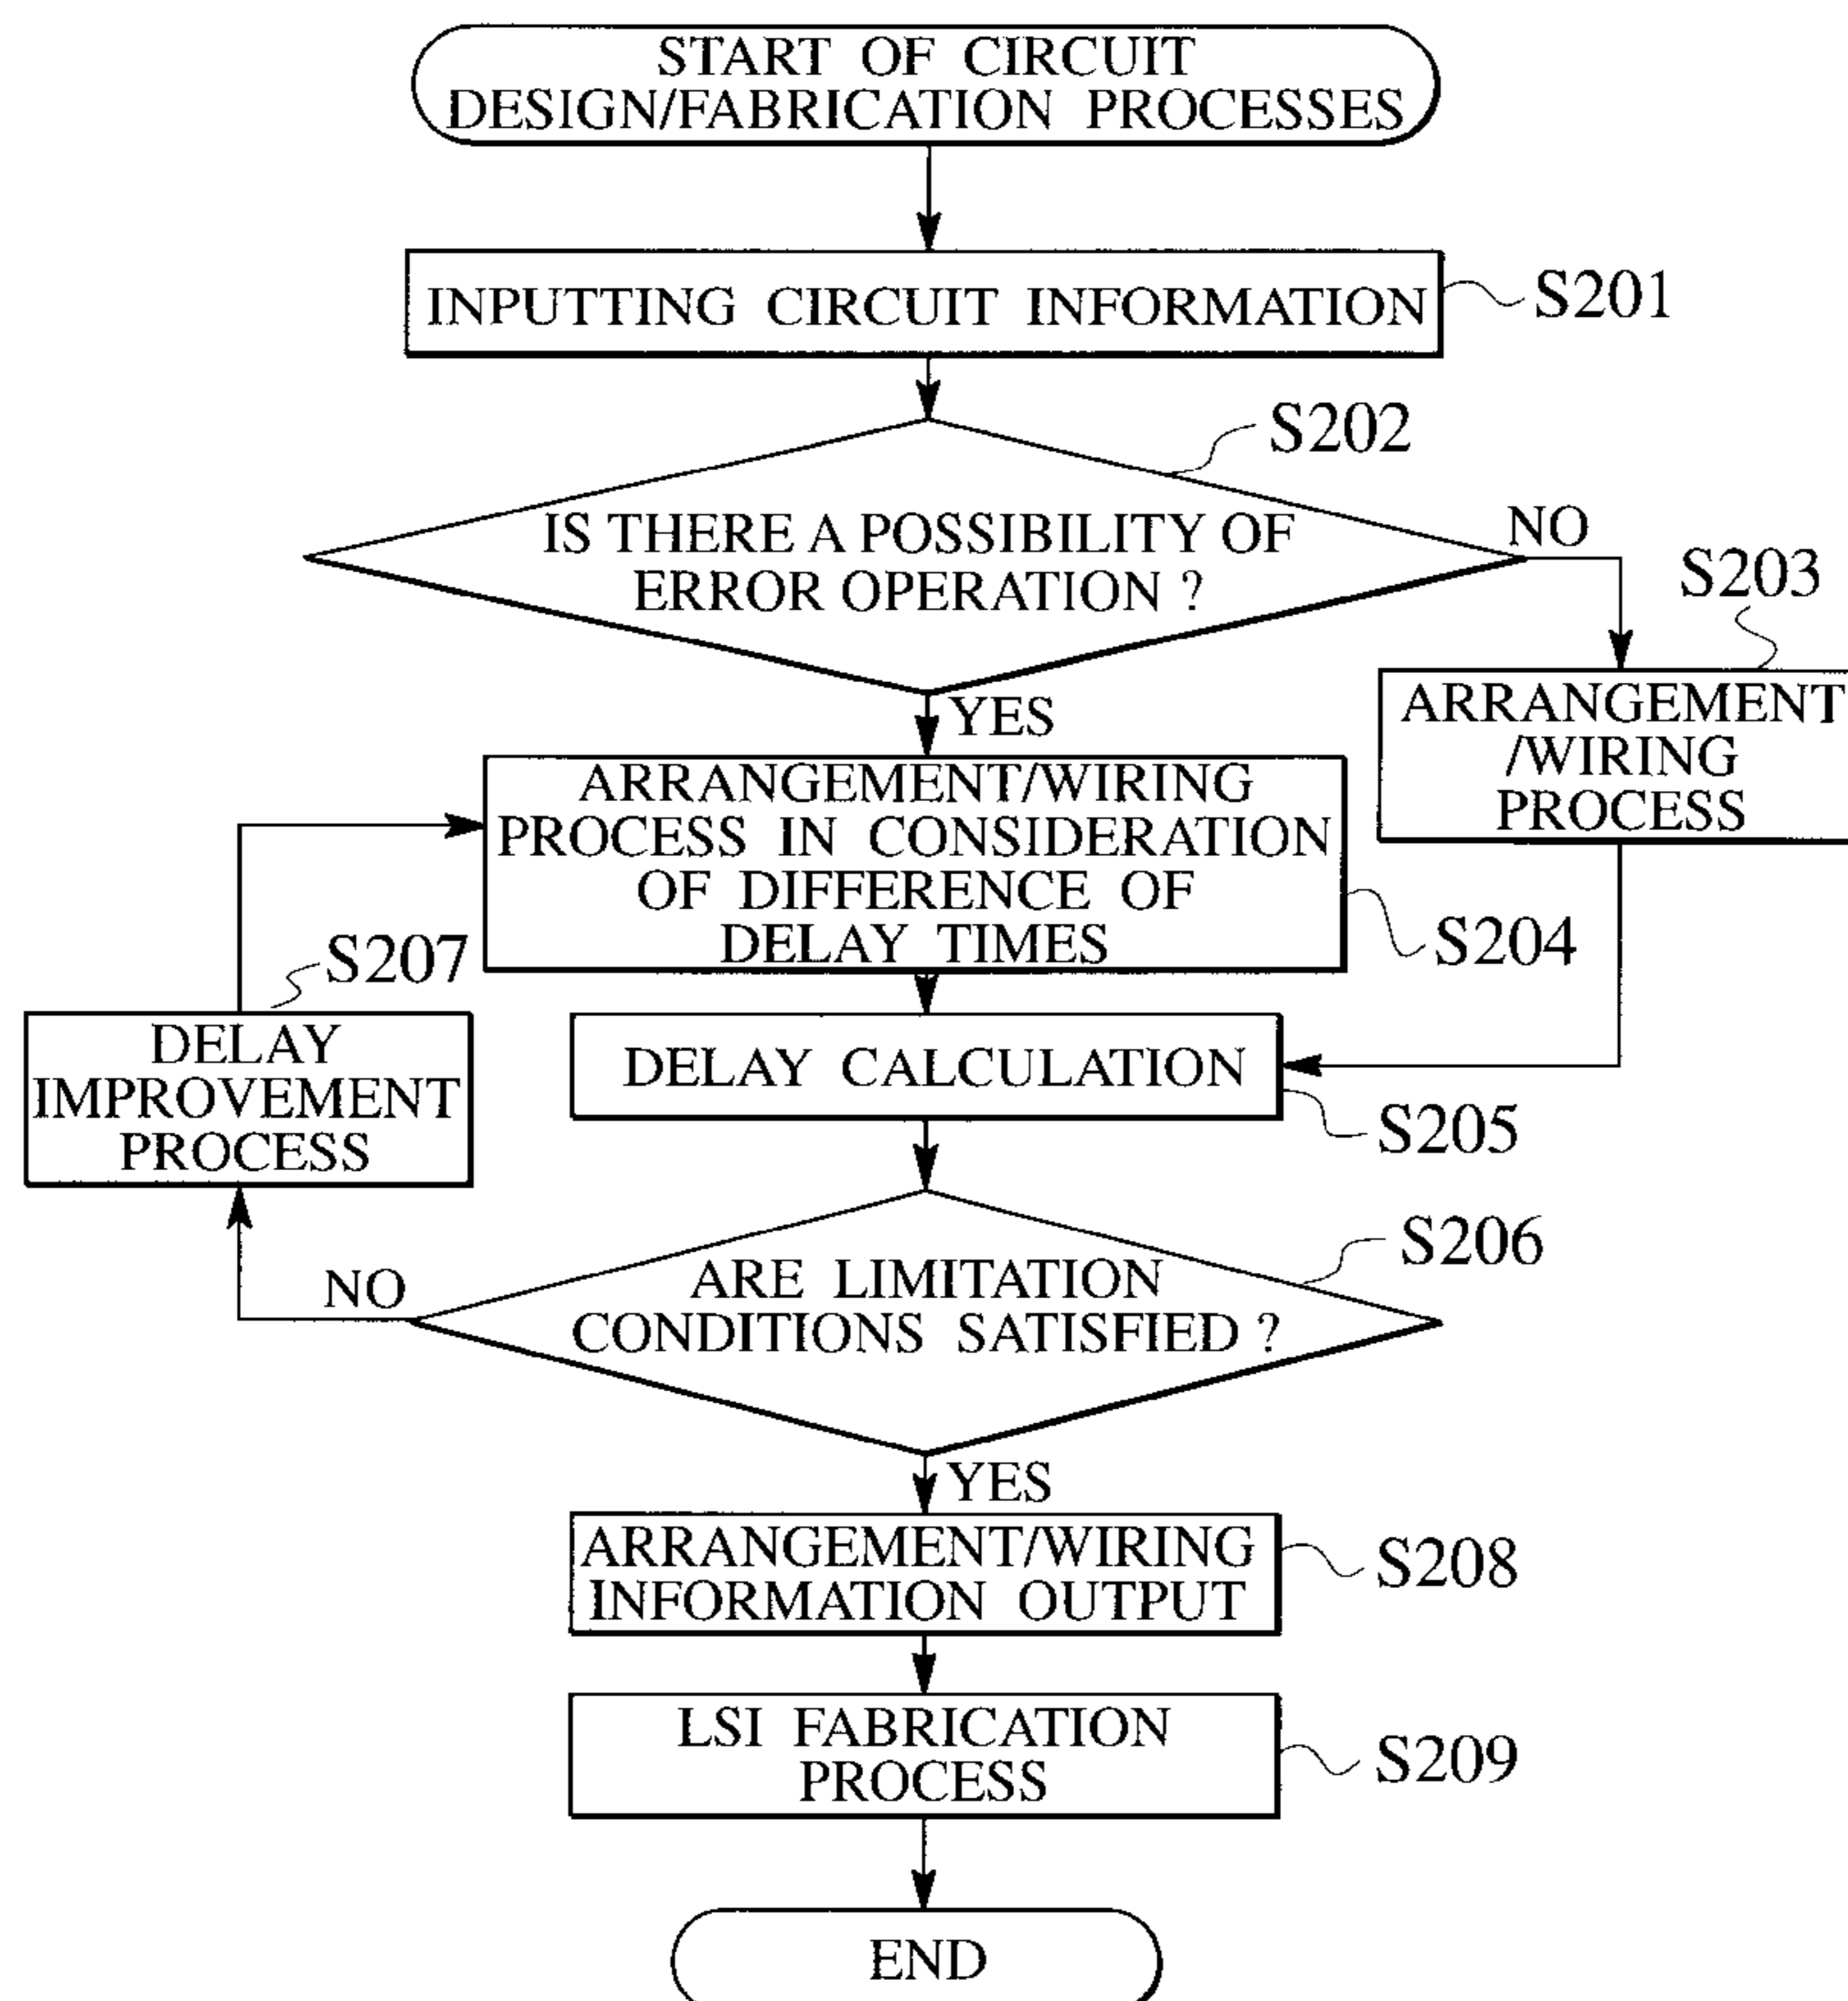 START OF CIRCUIT
DESIGN/FABRICATION PROCESSES
INPUTTING CIRCUIT INFORMATION
S201
S202
IS THERE A POSSIBILITY OF
ERROR OPERATION ?
NO
S203
YES
ARRANGEMENT
/WIRING
PROCESS
ARRANGEMENT/WIRING
PROCESS IN CONSIDERATION
OF DIFFERENCE OF
DELAY TIMES
S204
S207
DELAY
IMPROVEMENT
PROCESS
DELAY CALCULATION
S205
S206
ARE LIMITATION
CONDITIONS SATISFIED ?
NO
YES
ARRANGEMENT/WIRING
INFORMATION OUTPUT
S208
LSI FABRICATION
PROCESS
S209
END